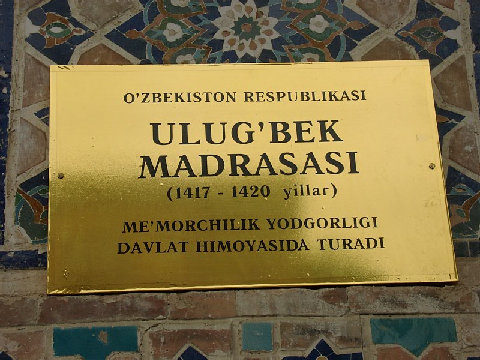 O'ZBEKISTON RESPUBLIKASI
ULUG'BEK
MADRASASI
(1417 - 1420 yillar)
ME'MORCHILIK YODGORLIGI
DAVLAT HIMOYASIDA TURADI